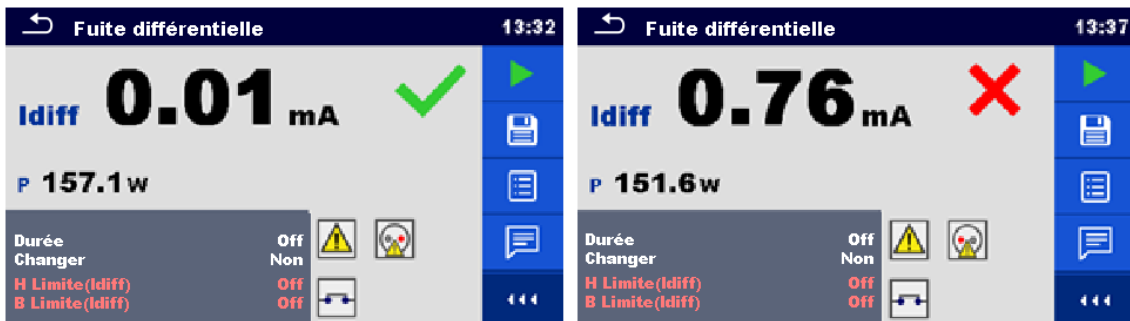 Fuite différentielle 13:32
Idiff 0.01 mA
P 157.1 w
Durée Off
Changer Non
H Limite(Idiff) Off
B Limite(Idiff) Off
Fuite différentielle 13:37
Idiff 0.76 mA
P 151.6 w
Durée Off
Changer Non
H Limite(Idiff) Off
B Limite(Idiff) Off